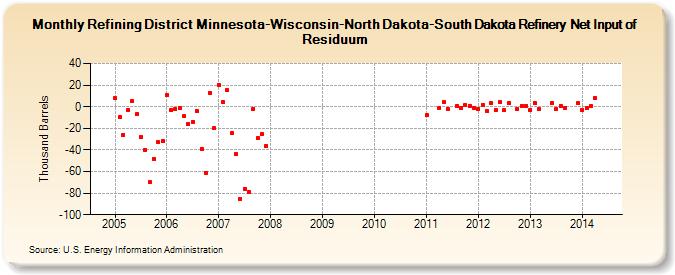 Monthly Refining District Minnesota-Wisconsin-North Dakota-South Dakota Refinery Net Input of
Residuum
Thousand Barrels
40
20
0
-20
-40
-60
-80
-100
2005 2006 2007 2008 2009 2010 2011 2012 2013 2014
Source: U.S. Energy Information Administration